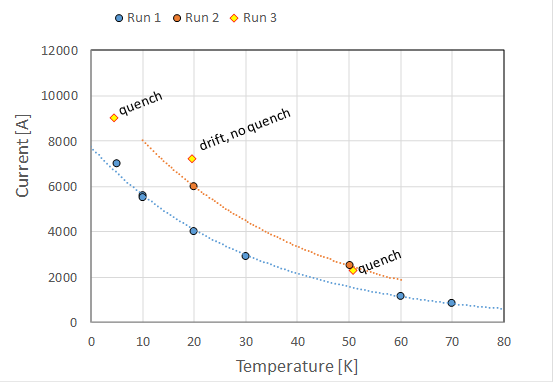 Run 1 Run 2 Run 3
12000
10000
8000
6000
4000
2000
0
quench
drift, no quench
quench
0 10 20 30 40 50 60 70 80
Current [A]
Temperature [K]